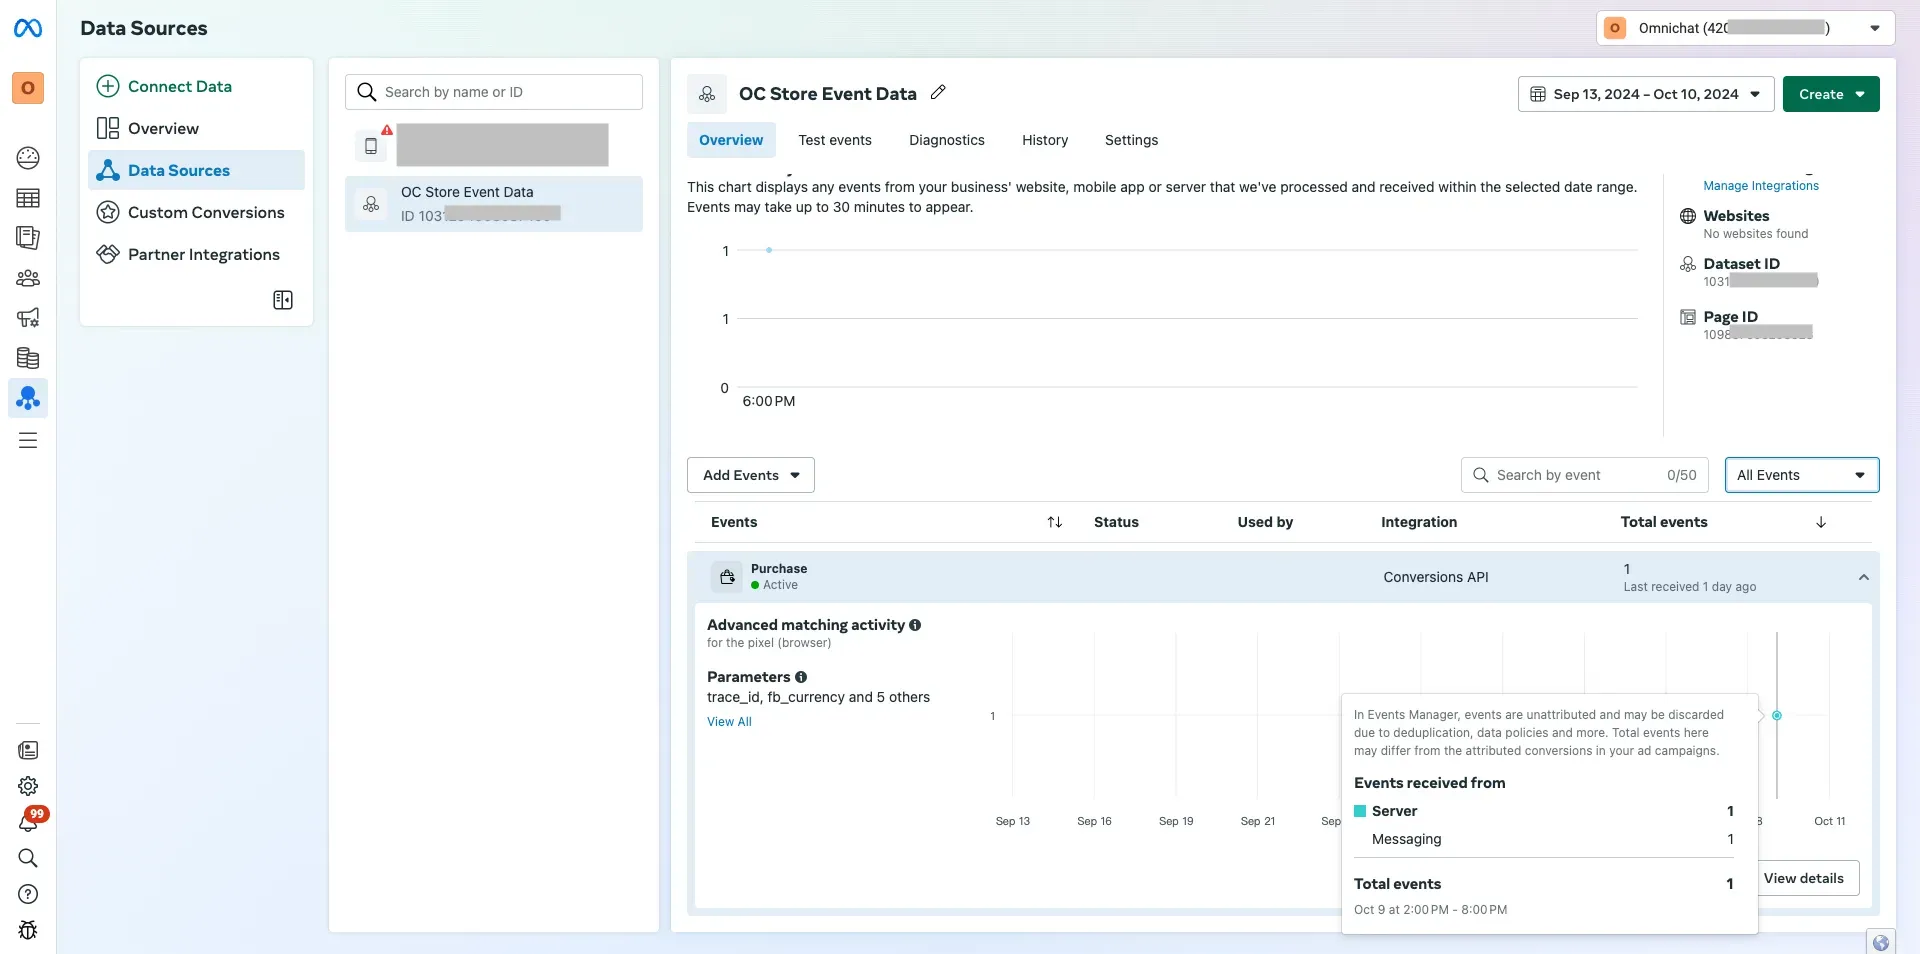 Data Sources
O
Omnichat (420
)
O
Connect Data
Overview
Data Sources
Custom Conversions
Partner Integrations
99
Search by name or ID
OC Store Event Data
ID 1031
OC Store Event Data
Sep 13, 2024 – Oct 10, 2024
Create
Overview
Test events
Diagnostics
History
Settings
This chart displays any events from your business' website, mobile app or server that we've processed and received within the selected date range.
Events may take up to 30 minutes to appear.
1
1
0
6:00 PM
Manage Integrations
Websites
No websites found
Dataset ID
1031
Page ID
1098
Add Events
Search by event
0/50
All Events
Events
Status
Used by
Integration
Total events
Purchase
Active
Conversions API
1
Last received 1 day ago
Advanced matching activity
for the pixel (browser)
Parameters
trace_id, fb_currency and 5 others
View All
1
Sep 13
Sep 16
Sep 19
Sep 21
Sep
8
Oct 11
In Events Manager, events are unattributed and may be discarded
due to deduplication, data policies and more. Total events here
may differ from the attributed conversions in your ad campaigns.
Events received from
Server 1
Messaging 1
Total events 1
Oct 9 at 2:00 PM - 8:00 PM
View details